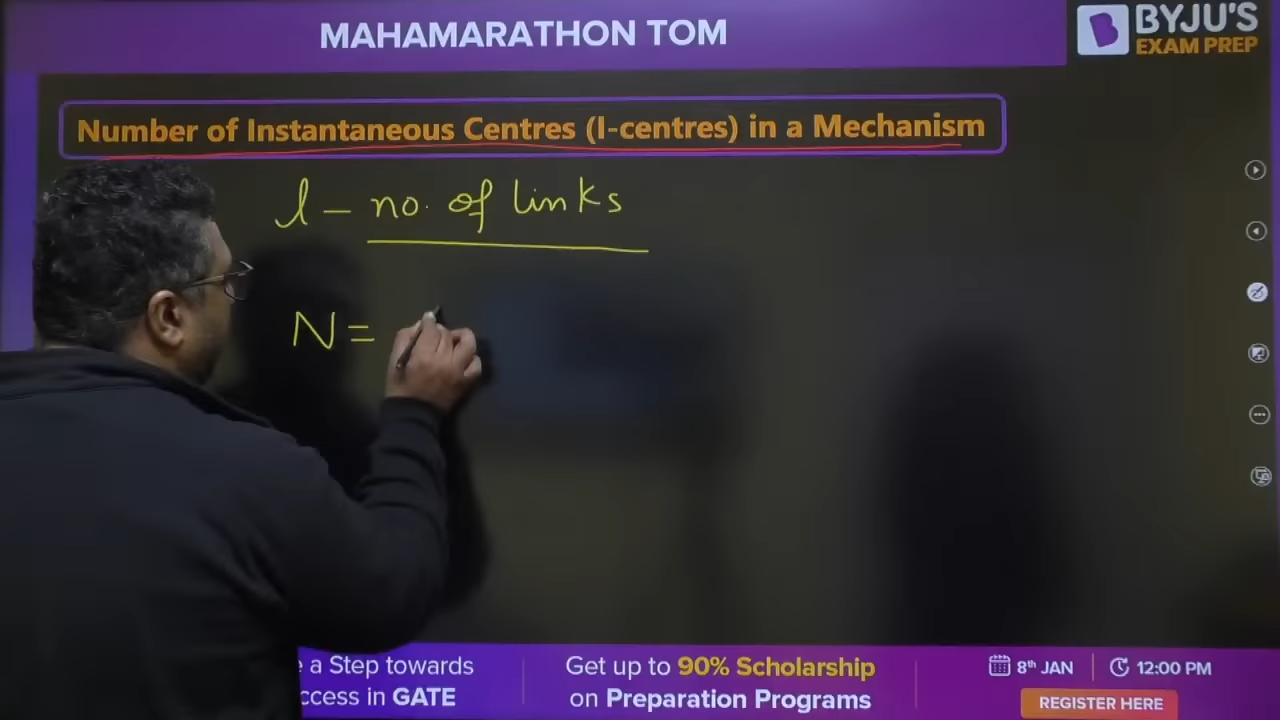 MAHAMARATHON TOM
BYJU'S
EXAM PREP
Number of Instantaneous Centres (I-centres) in a Mechanism
l - no. of links
N =
a Step towards
ccess in GATE
Get up to 90% Scholarship
on Preparation Programs
8th JAN
12:00 PM
REGISTER HERE